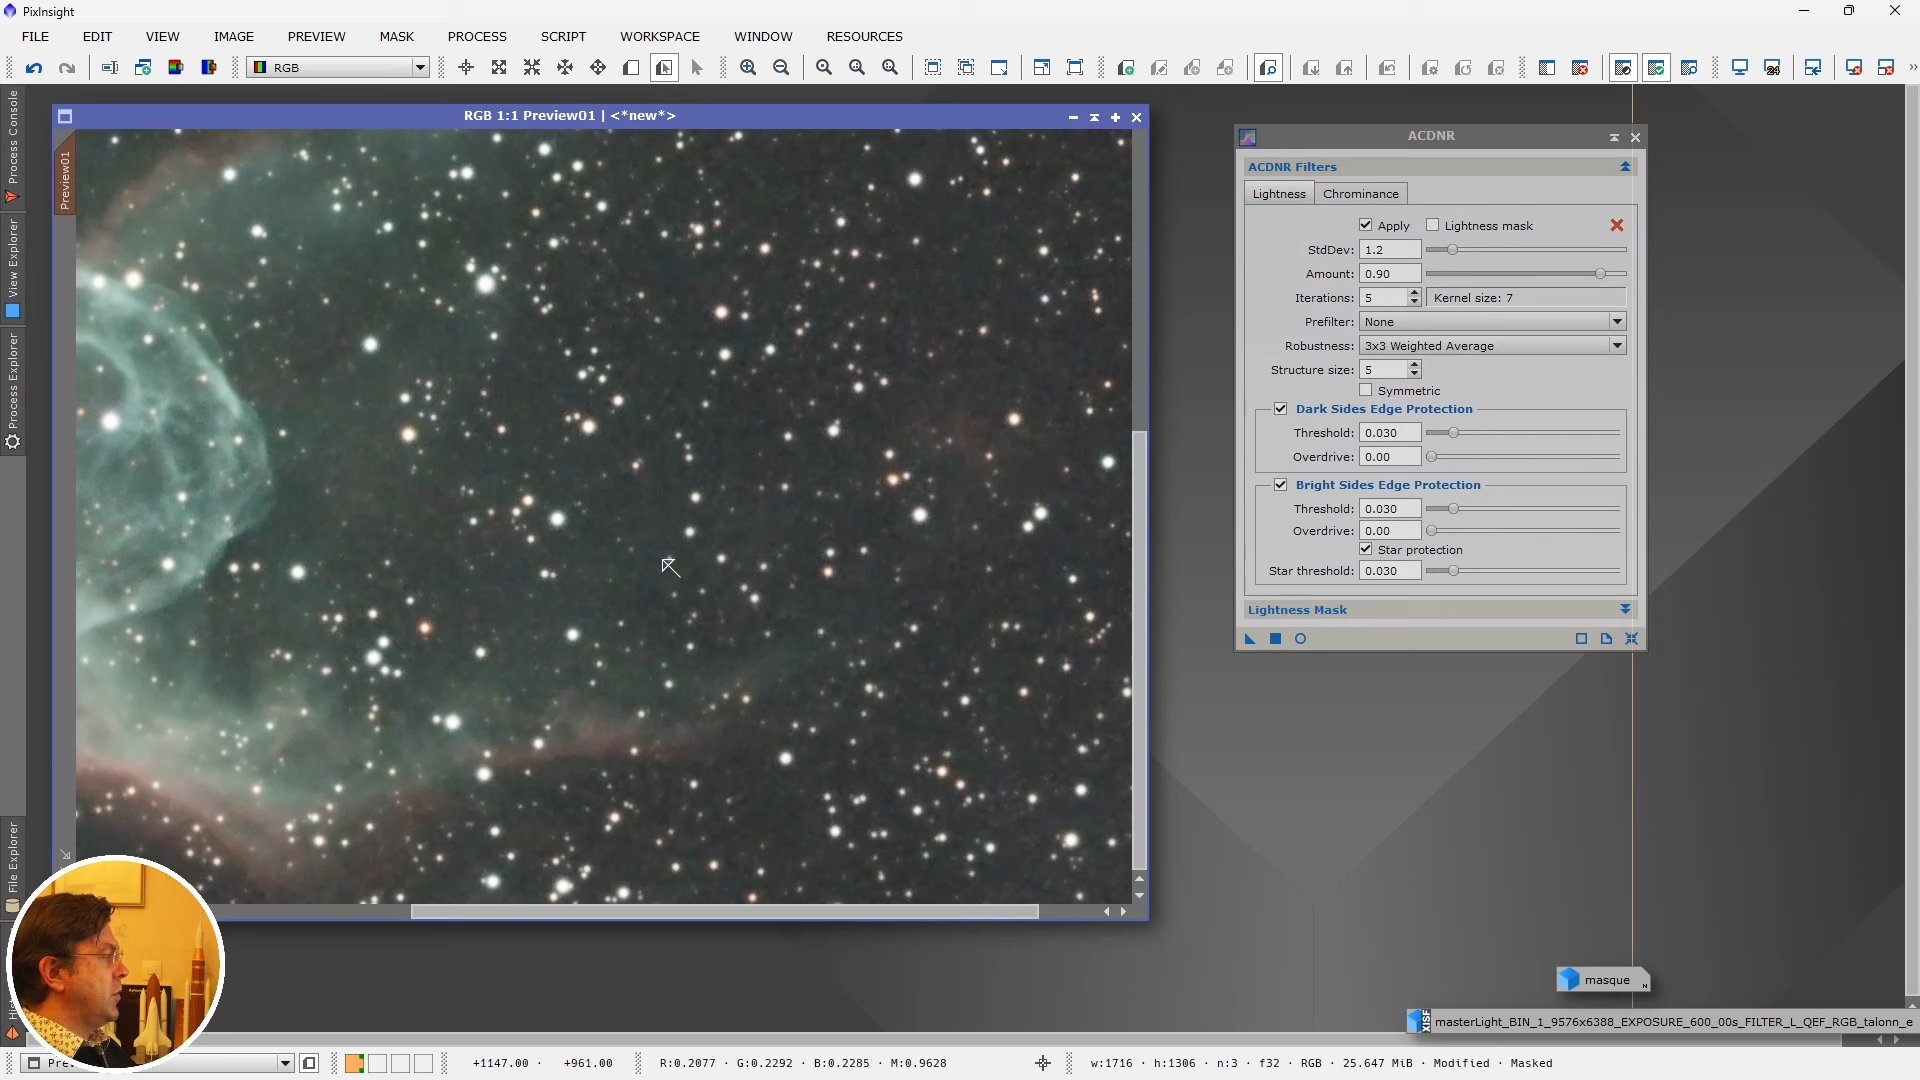 PixInsight
FILE EDIT VIEW IMAGE PREVIEW MASK PROCESS SCRIPT WORKSPACE WINDOW RESOURCES
RGB
24
Process Console
View Explorer
Process Explorer
File Explorer
RGB 1:1 Preview01 | <*new*>
Preview01
ACDNR
ACDNR Filters
Lightness Chrominance
Apply Lightness mask
StdDev: 1.2
Amount: 0.90
Iterations: 5 Kernel size: 7
Prefilter: None
Robustness: 3x3 Weighted Average
Structure size: 5
Symmetric
Dark Sides Edge Protection
Threshold: 0.030
Overdrive: 0.00
Bright Sides Edge Protection
Threshold: 0.030
Overdrive: 0.00
Star protection
Star threshold: 0.030
Lightness Mask
masque
N
XISF
masterLight_BIN_1_9576x6388_EXPOSURE_600_00s_FILTER_L_QEF_RGB_talonn_e
+1147.00 · +961.00 R:0.2077 · G:0.2292 · B:0.2285 · M:0.9628 w:1716 · h:1306 · n:3 · f32 · RGB · 25.647 MiB · Modified · Masked